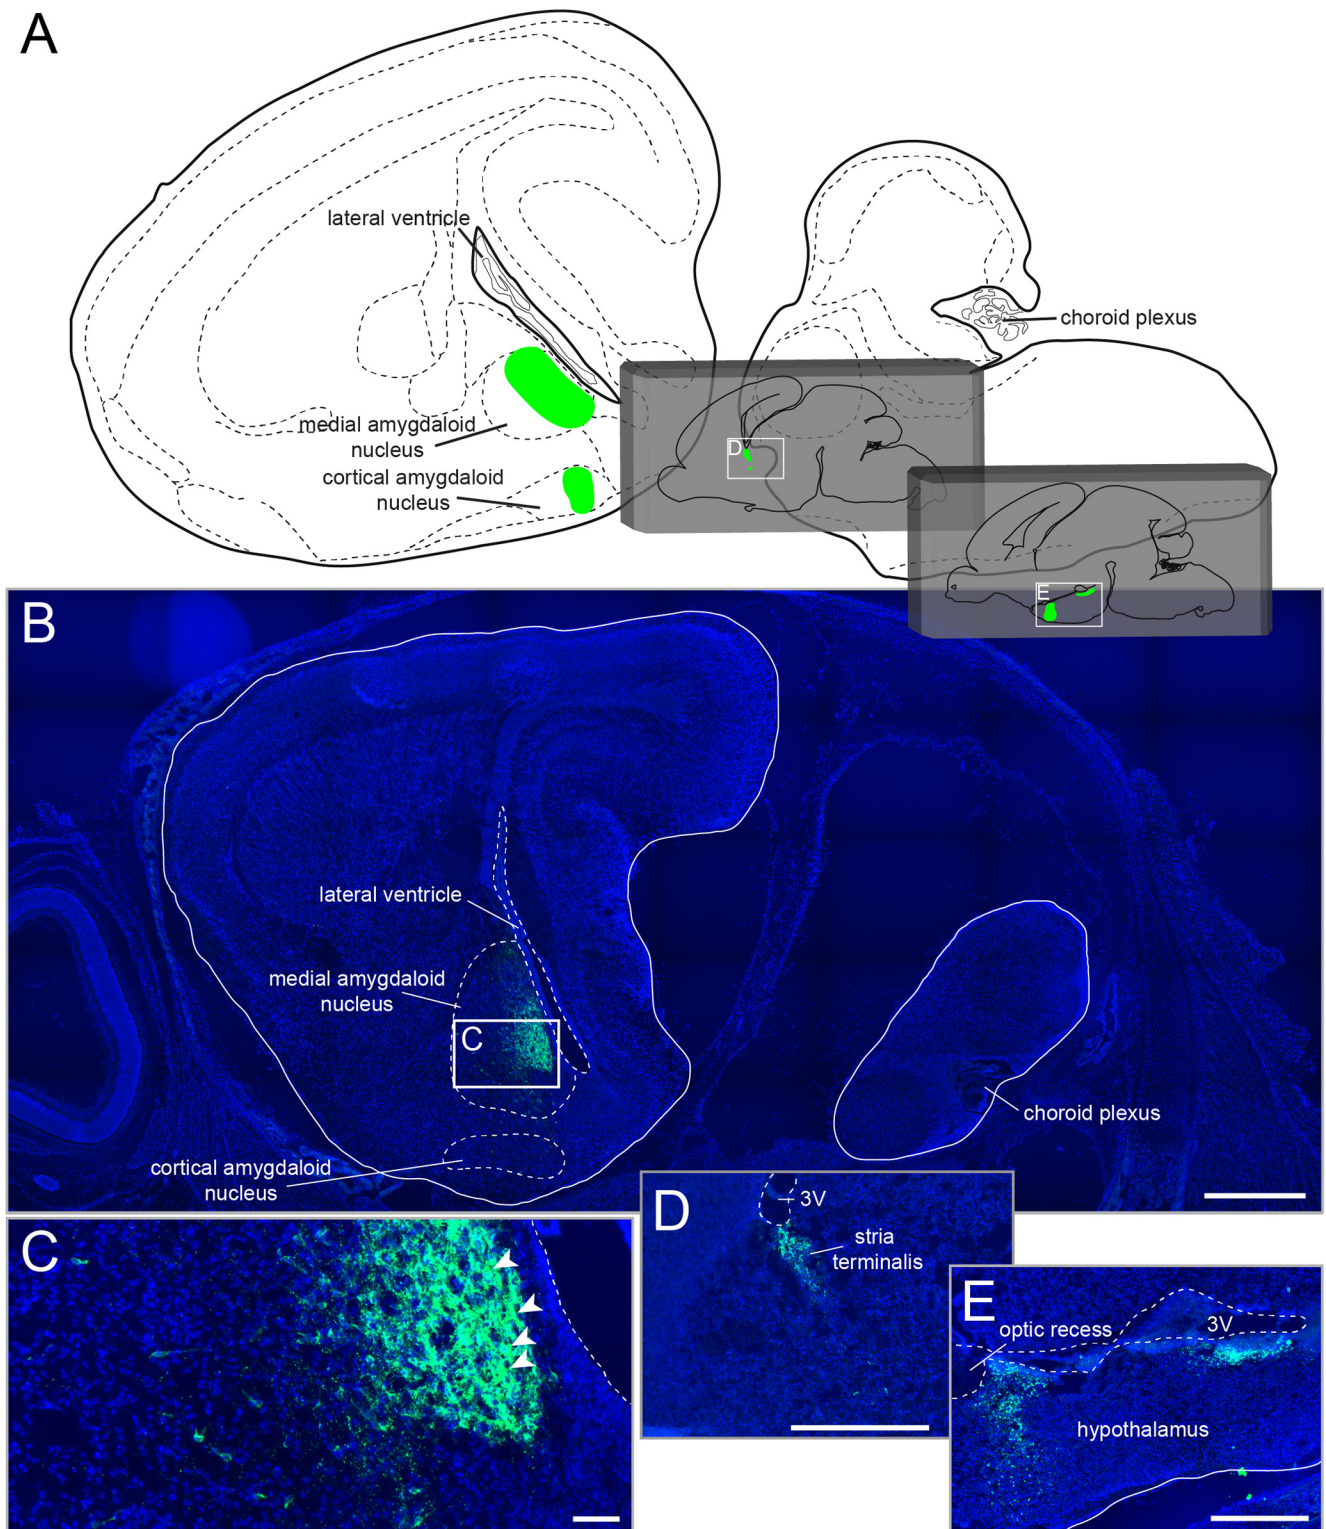 A
lateral ventricle
choroid plexus
medial amygdaloid
nucleus
cortical amygdaloid
nucleus
D
E
B
lateral ventricle
medial amygdaloid
nucleus
C
choroid plexus
cortical amygdaloid
nucleus
D
3V
stria
terminalis
C
E
optic recess
3V
hypothalamus